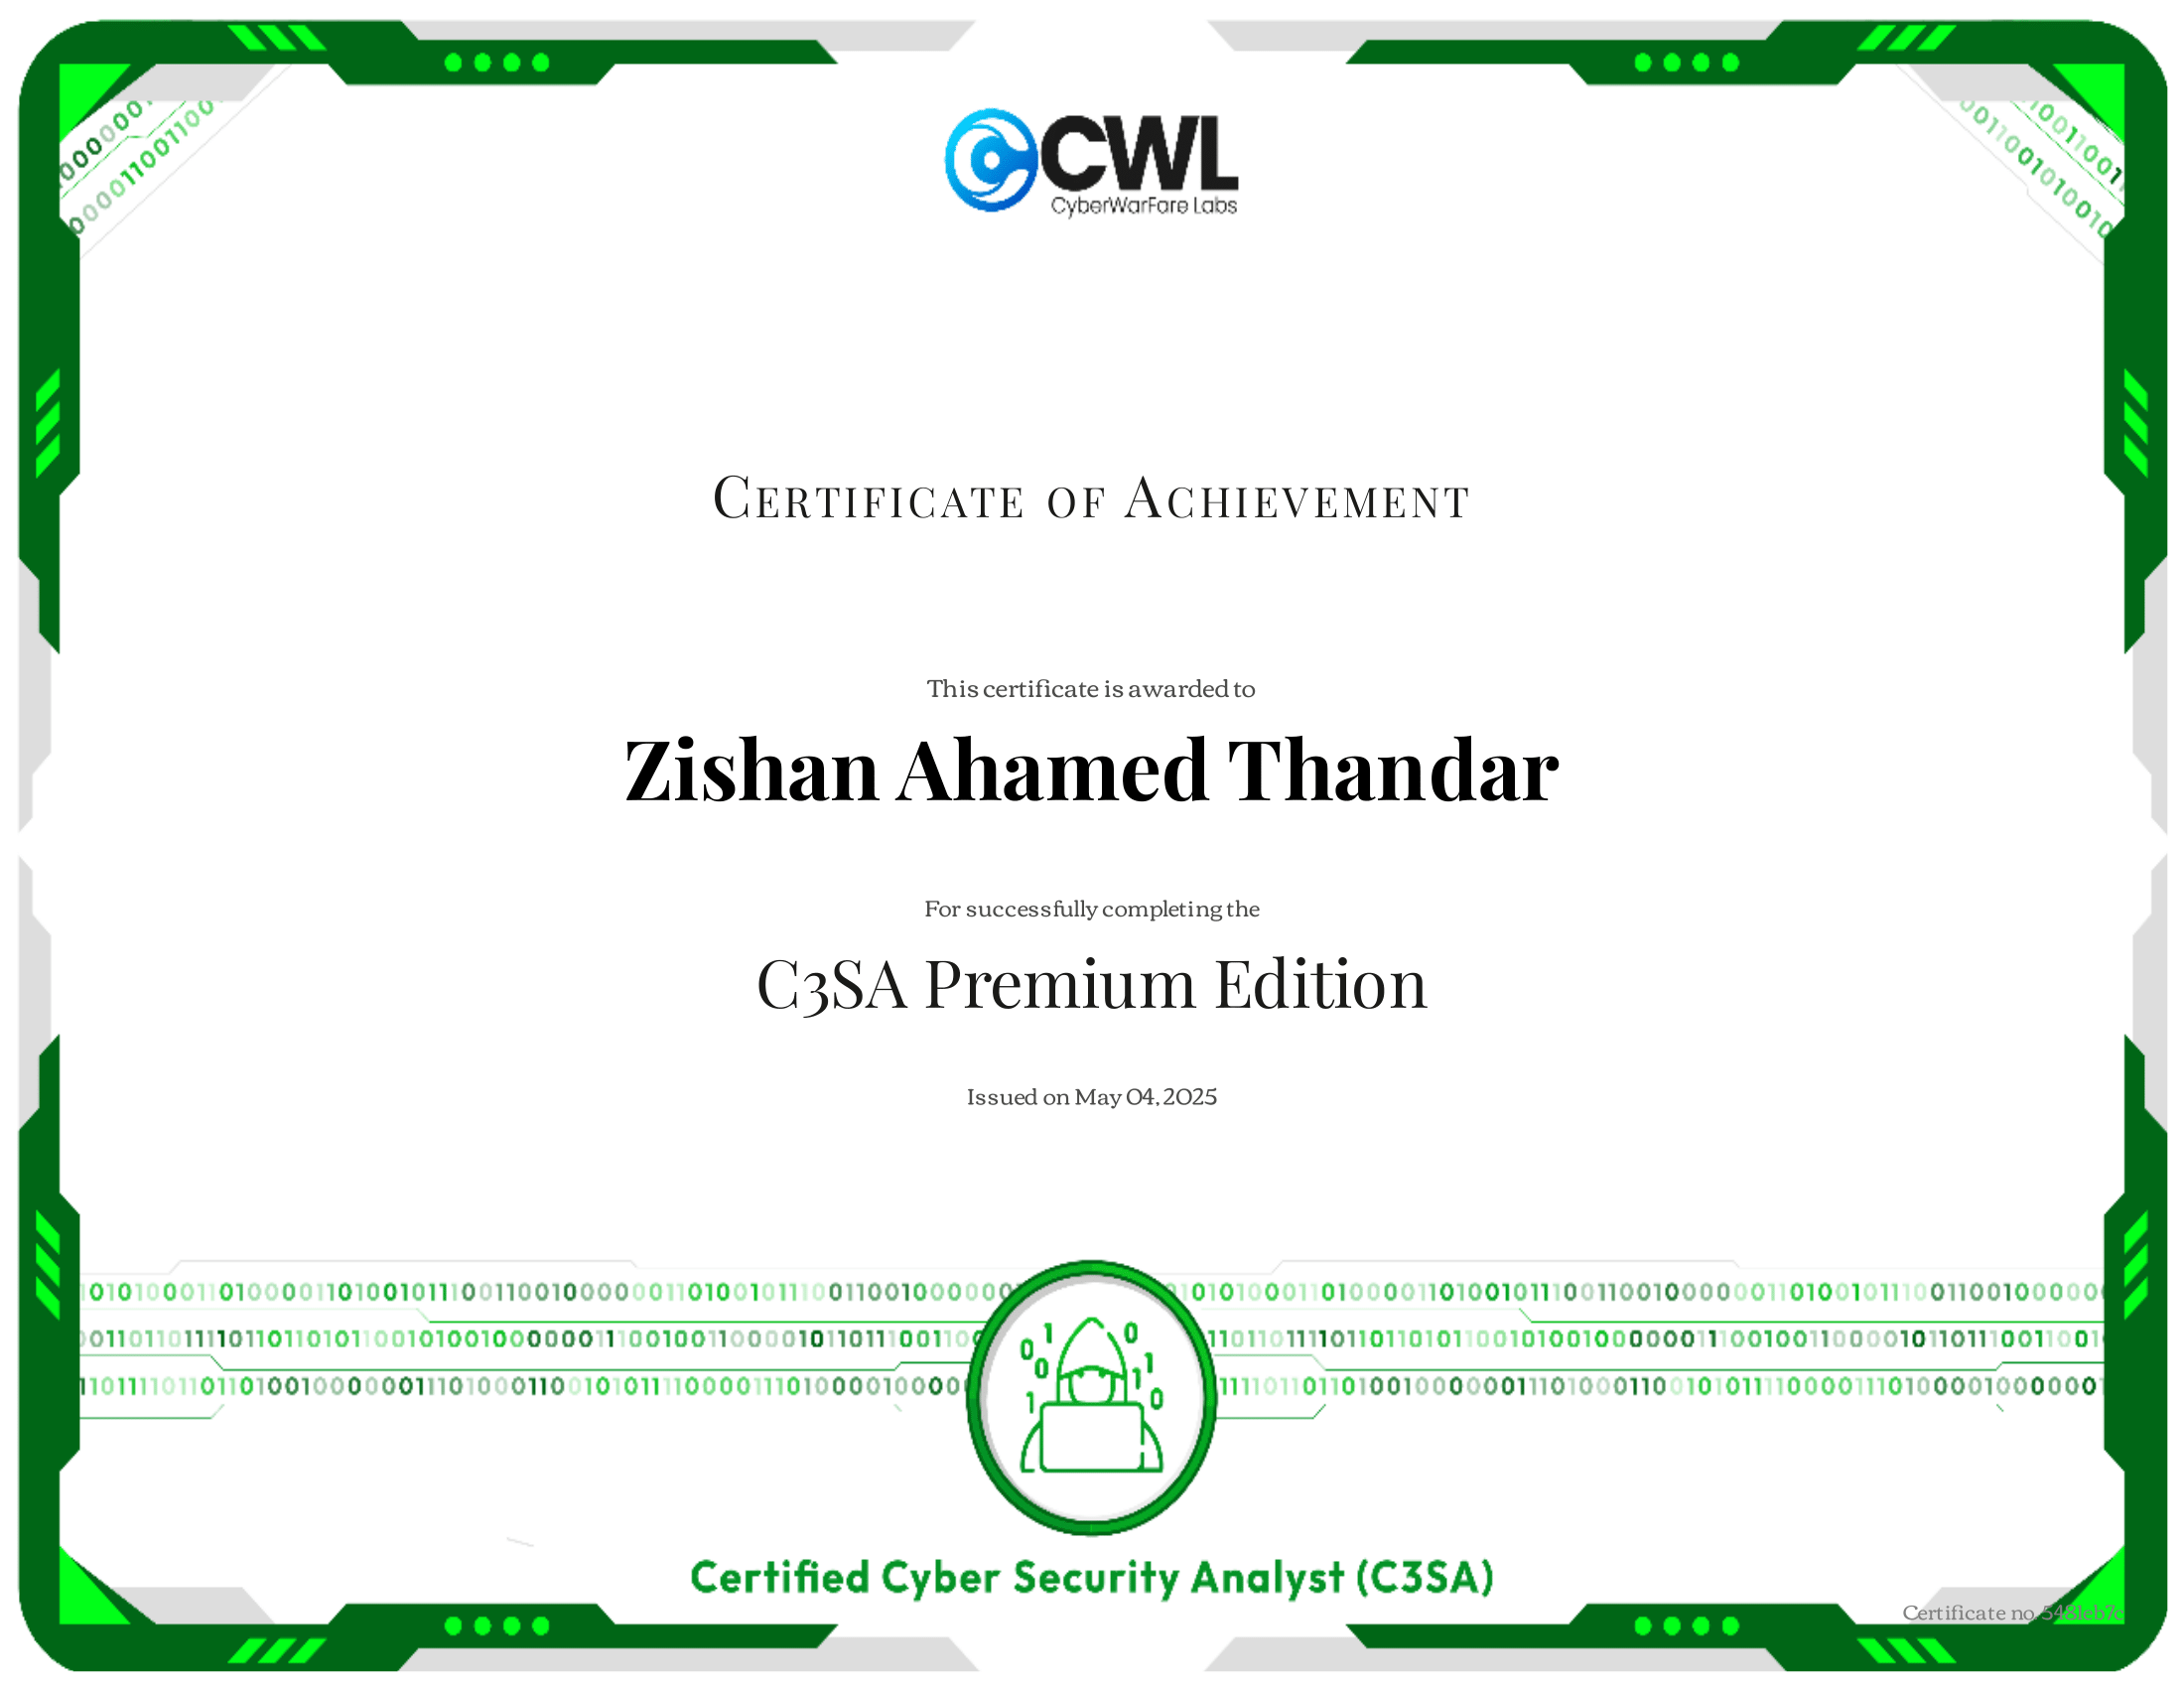 CWL
CyberWarFare Labs
Certificate of Achievement
This certificate is awarded to
Zishan Ahamed Thandar
For successfully completing the
C3SA Premium Edition
Issued on May 04, 2025
Certified Cyber Security Analyst (C3SA)
Certificate no.